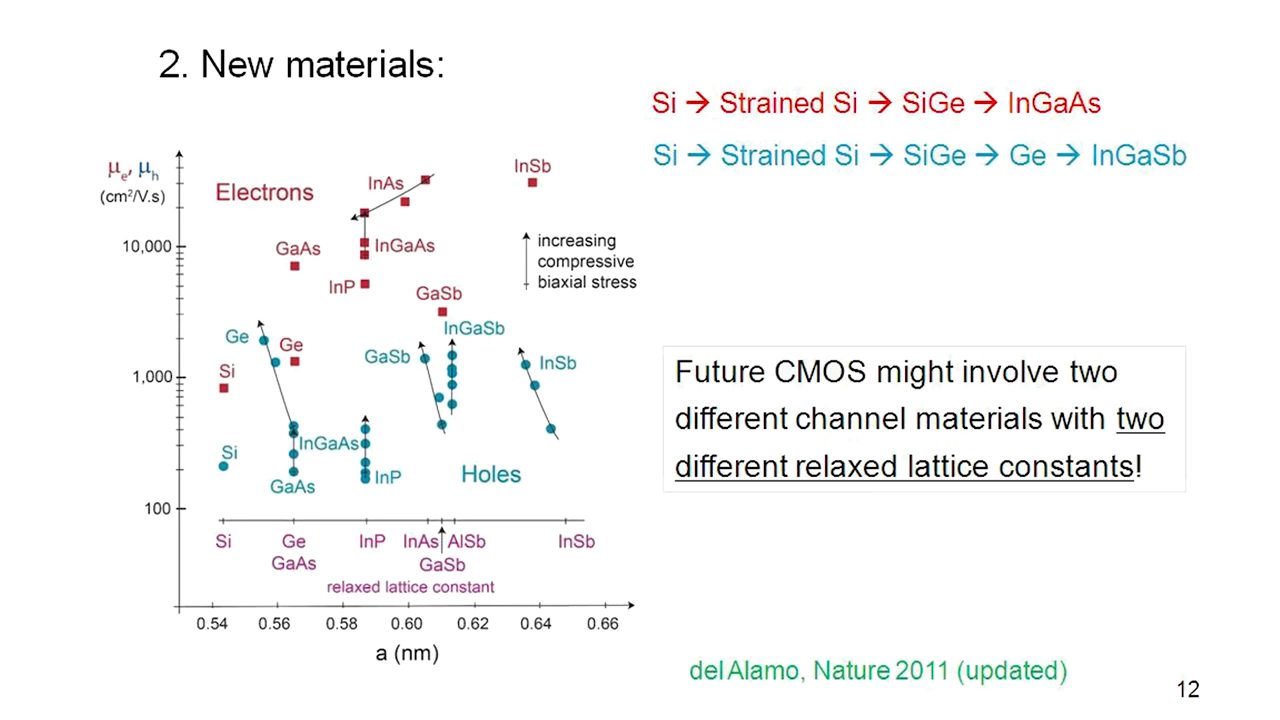 2. New materials:
Si → Strained Si → SiGe → InGaAs
Si → Strained Si → SiGe → Ge → InGaSb
μe, μh
(cm²/V.s)
Electrons
InSb
InAs
GaAs
InGaAs
increasing
compressive
biaxial stress
10,000
InP
GaSb
InGaSb
Ge
Ge
GaSb
InSb
Si
1,000
Si
InGaAs
GaAs
InP
Holes
100
Si
Ge
GaAs
InP
InAs
AlSb
GaSb
InSb
relaxed lattice constant
0.54
0.56
0.58
0.60
0.62
0.64
0.66
a (nm)
Future CMOS might involve two
different channel materials with two
different relaxed lattice constants!
del Alamo, Nature 2011 (updated)
12